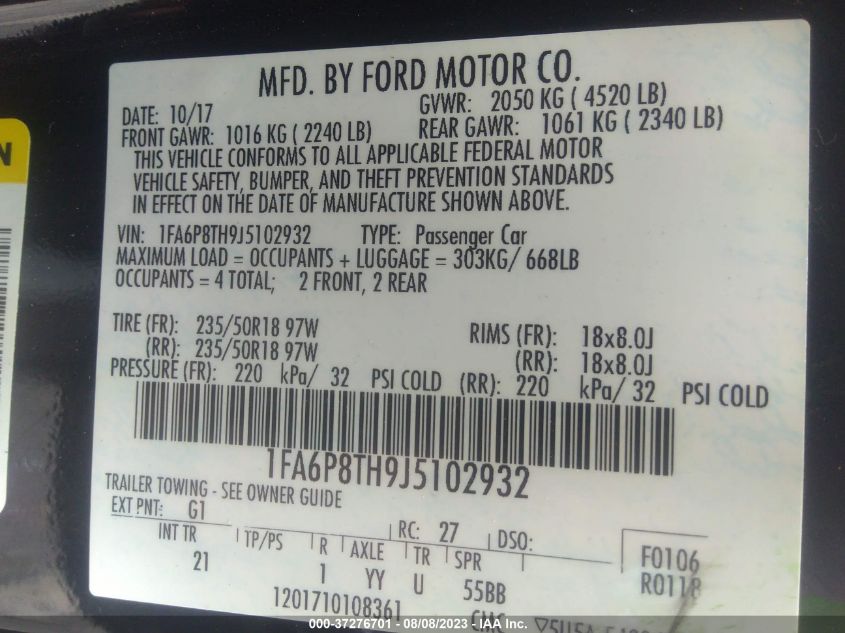 MFD. BY FORD MOTOR CO.
DATE: 10/17
GVWR: 2050 KG ( 4520 LB)
FRONT GAWR: 1016 KG ( 2240 LB)
REAR GAWR: 1061 KG ( 2340 LB)
THIS VEHICLE CONFORMS TO ALL APPLICABLE FEDERAL MOTOR
VEHICLE SAFETY, BUMPER, AND THEFT PREVENTION STANDARDS
IN EFFECT ON THE DATE OF MANUFACTURE SHOWN ABOVE.
VIN: 1FA6P8TH9J5102932 TYPE: Passenger Car
MAXIMUM LOAD = OCCUPANTS + LUGGAGE = 303KG/ 668LB
OCCUPANTS = 4 TOTAL; 2 FRONT, 2 REAR
TIRE (FR): 235/50R18 97W RIMS (FR): 18x8.0J
(RR): 235/50R18 97W (RR): 18x8.0J
PRESSURE (FR): 220 kPa/ 32 PSI COLD (RR): 220 kPa/ 32 PSI COLD
1FA6P8TH9J5102932
TRAILER TOWING - SEE OWNER GUIDE
EXT PNT: G1 RC: 27 DSO:
INT TR TP/PS R AXLE TR SPR
21 1 YY U 55BB
F0106
R0118
1201710108361
000-37276701 - 08/08/2023 - IAA Inc.